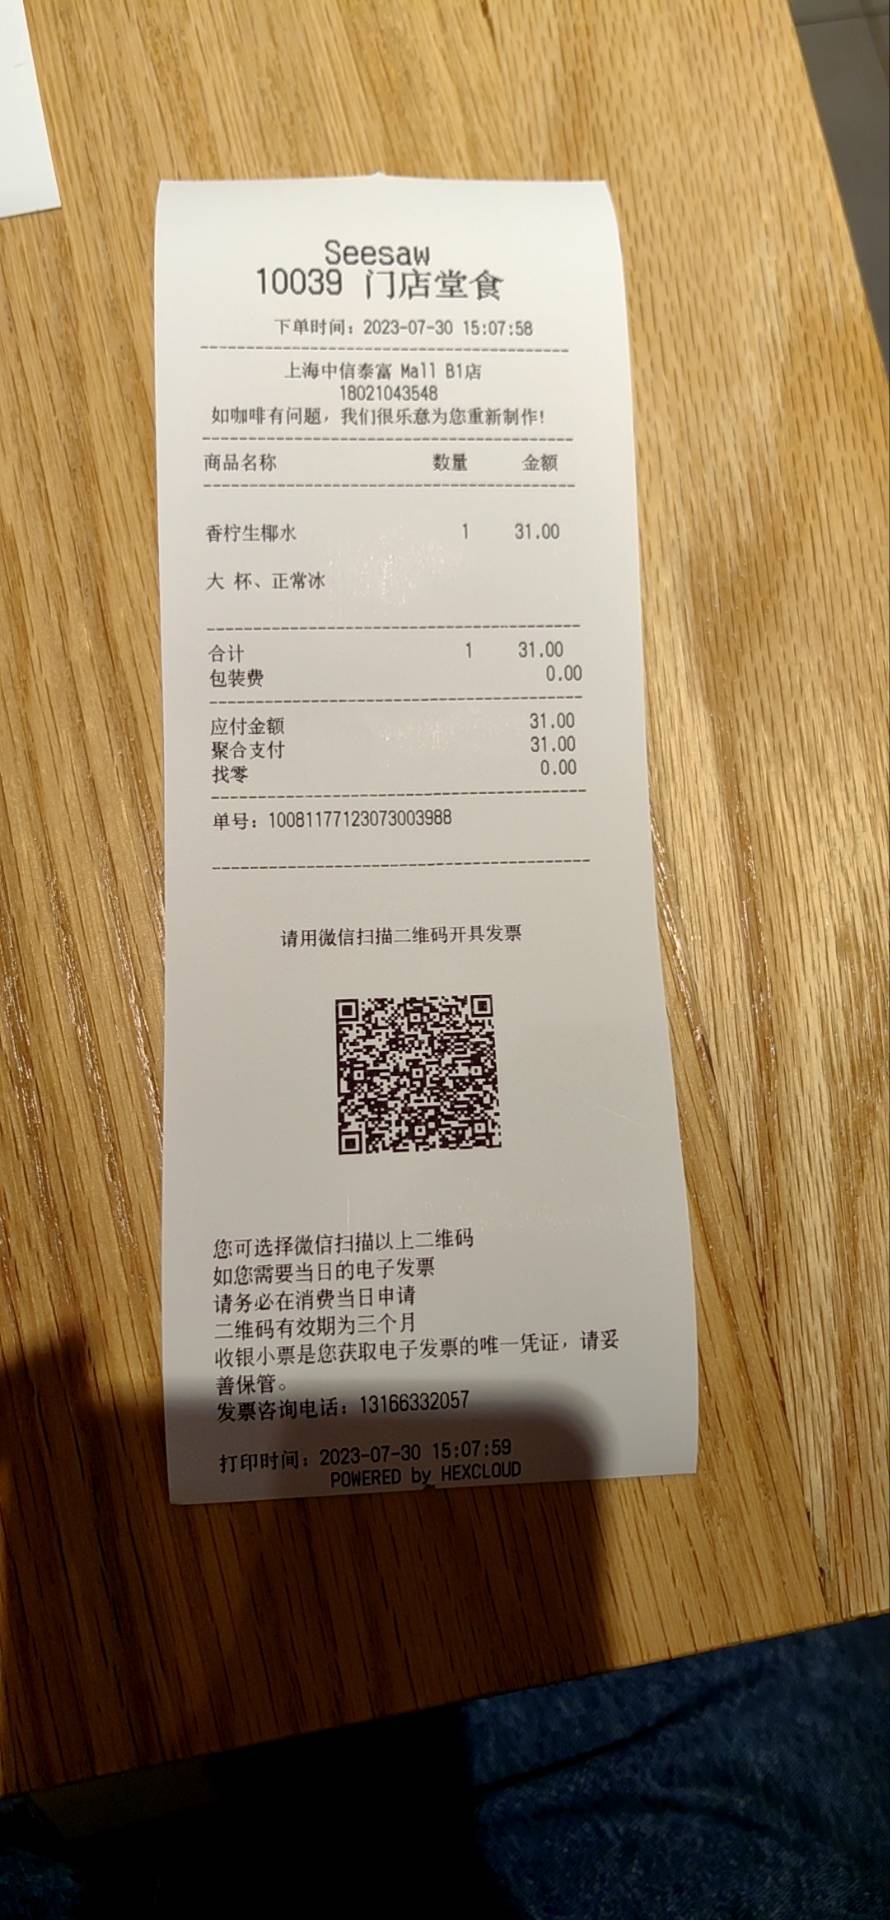 Seesaw
10039 门店堂食
下单时间：2023-07-30 15:07:58
上海中信泰富 Mall B1店
18021043548
如咖啡有问题，我们很乐意为您重新制作！
商品名称 数量 金额
香柠生椰水 1 31.00
大 杯、正常冰
合计 1 31.00
包装费 0.00
应付金额 31.00
聚合支付 31.00
找零 0.00
单号：10081177123073003988
请用微信扫描二维码开具发票
您可选择微信扫描以上二维码
如您需要当日的电子发票
请务必在消费当日申请
二维码有效期为三个月
收银小票是您获取电子发票的唯一凭证，请妥
善保管。
发票咨询电话：13166332057
打印时间：2023-07-30 15:07:59
POWERED by HEXCLOUD